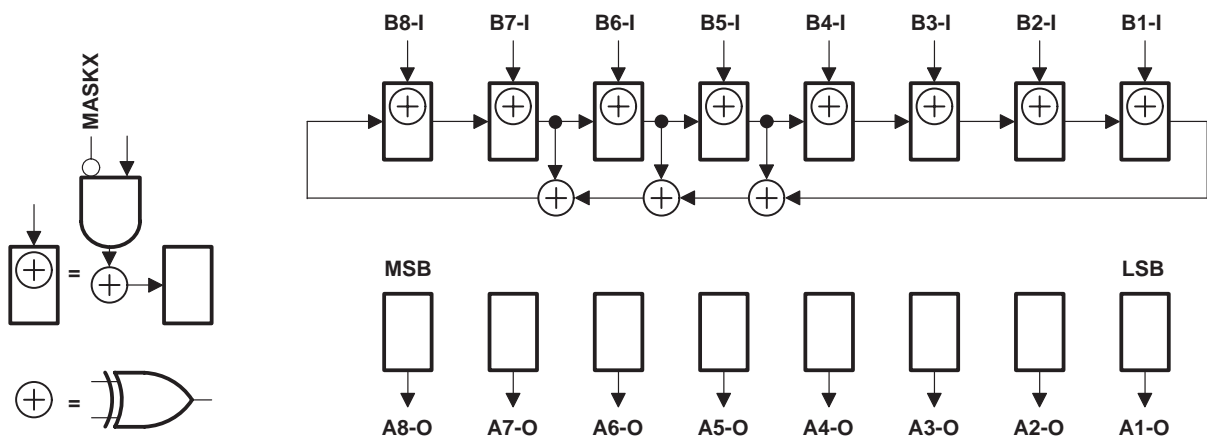 B8-I B7-I B6-I B5-I B4-I B3-I B2-I B1-I
MASKX
=
MSB LSB
=
A8-O A7-O A6-O A5-O A4-O A3-O A2-O A1-O